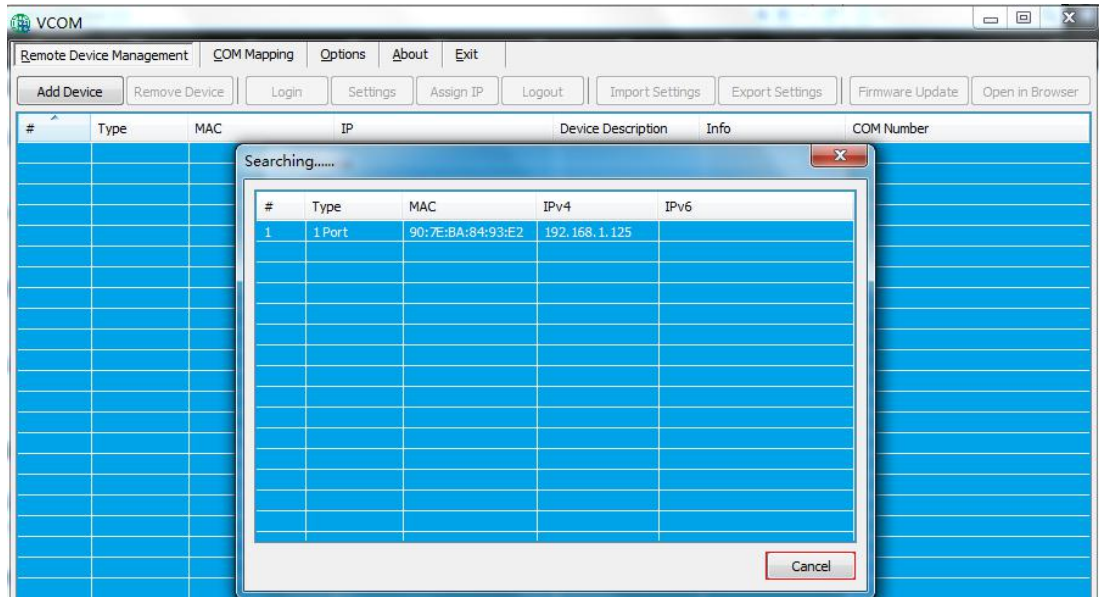 VCOM
Remote Device Management COM Mapping Options About Exit
Add Device Remove Device Login Settings Assign IP Logout Import Settings Export Settings Firmware Update Open in Browser
# Type MAC IP Device Description Info COM Number
Searching......
# Type MAC IPv4 IPv6
1 1 Port 90:7E:BA:84:93:E2 192.168.1.125
Cancel